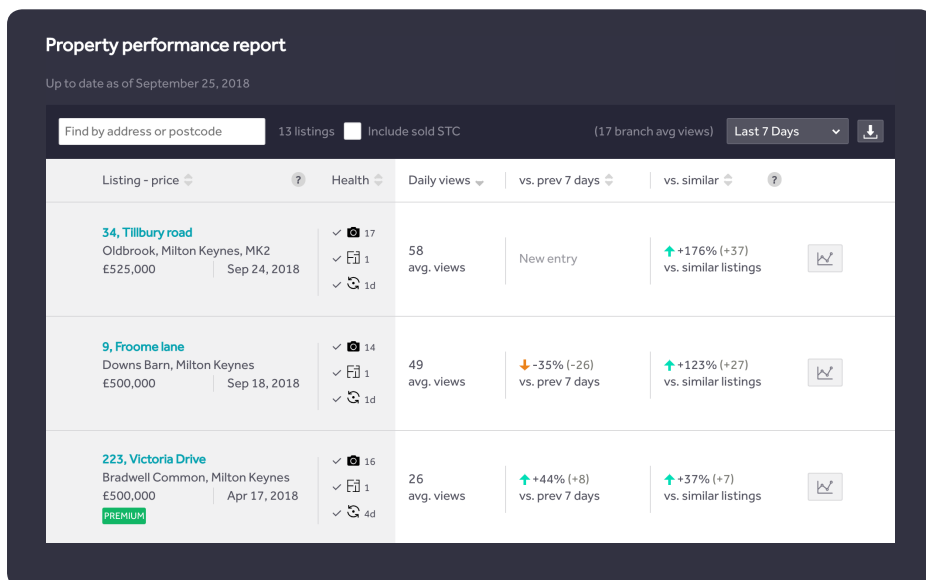 Property performance report
Up to date as of September 25, 2018
Find by address or postcode
13 listings
Include sold STC
(17 branch avg views)
Last 7 Days
Listing - price
?
Health
Daily views
vs. prev 7 days
vs. similar
?
34, Tillbury road
Oldbrook, Milton Keynes, MK2
£525,000
Sep 24, 2018
17
1
1d
58
avg. views
New entry
+176% (+37)
vs. similar listings
9, Froome lane
Downs Barn, Milton Keynes
£500,000
Sep 18, 2018
14
1
1d
49
avg. views
-35% (-26)
vs. prev 7 days
+123% (+27)
vs. similar listings
223, Victoria Drive
Bradwell Common, Milton Keynes
£500,000
Apr 17, 2018
PREMIUM
16
1
4d
26
avg. views
+44% (+8)
vs. prev 7 days
+37% (+7)
vs. similar listings